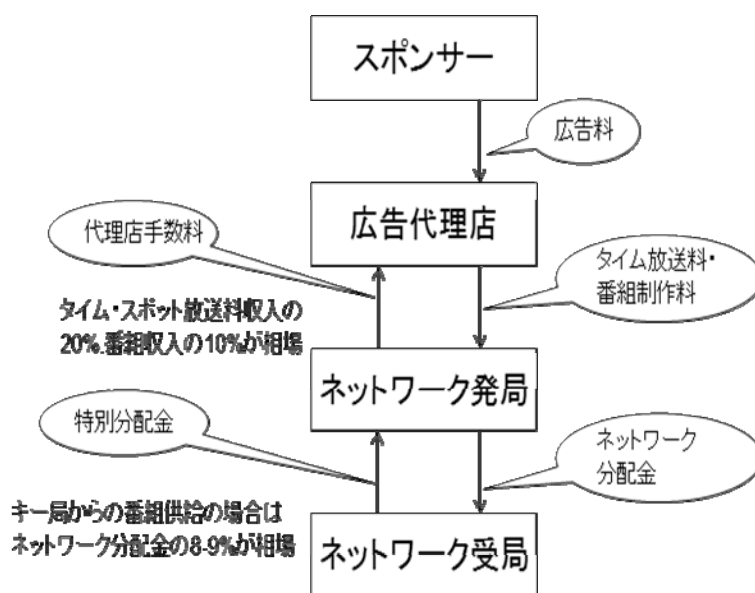 スポンサー
広告料
広告代理店
代理店手数料
タイム放送料・
番組制作料
タイム・スポット放送料収入の
20%.番組収入の10%が相場
ネットワーク発局
特別分配金
ネットワーク
分配金
キー局からの番組供給の場合は
ネットワーク分配金の8-9%が相場
ネットワーク受局